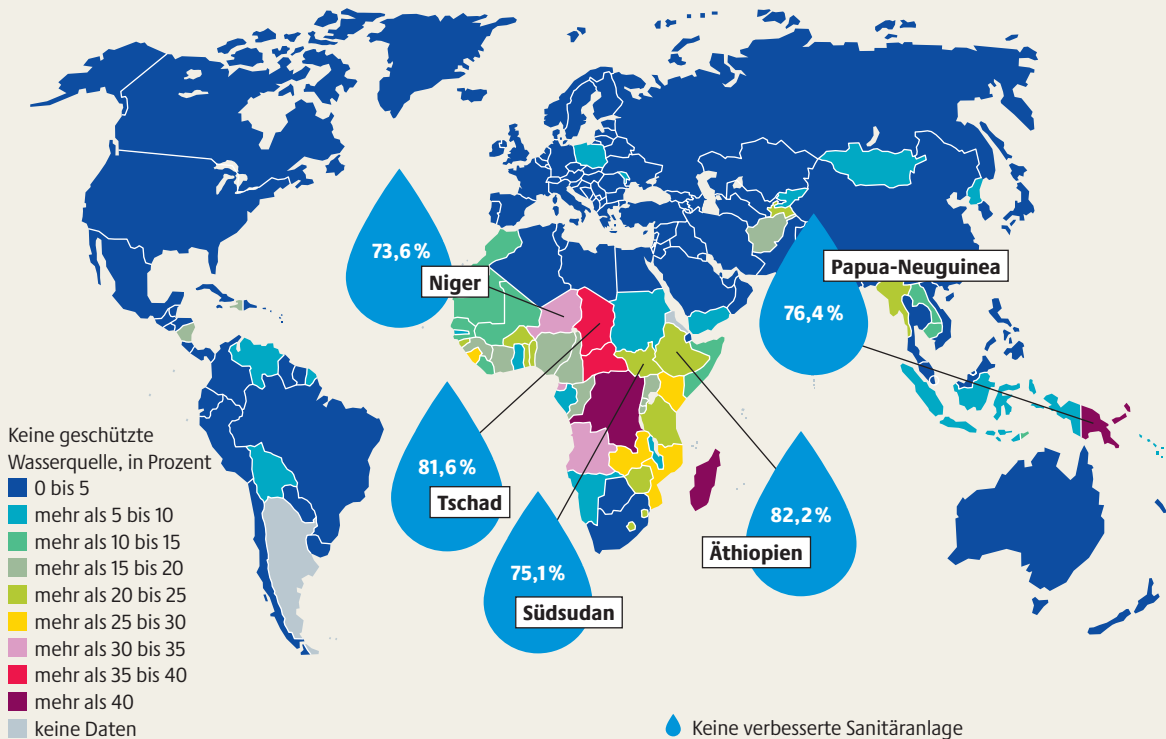 73,6 %
Niger
Papua-Neuguinea
76,4 %
81,6 %
Tschad
75,1 %
Südsudan
82,2 %
Äthiopien
Keine geschützte
Wasserquelle, in Prozent
0 bis 5
mehr als 5 bis 10
mehr als 10 bis 15
mehr als 15 bis 20
mehr als 20 bis 25
mehr als 25 bis 30
mehr als 30 bis 35
mehr als 35 bis 40
mehr als 40
keine Daten
Keine verbesserte Sanitäranlage